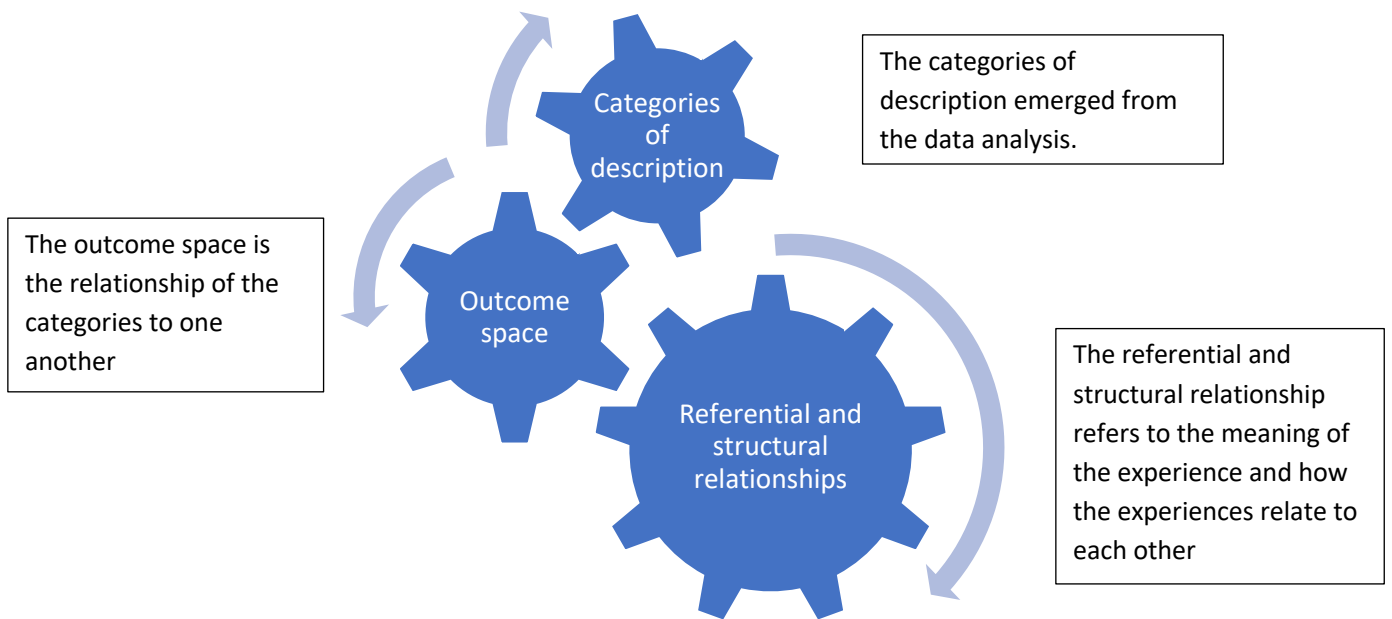 Categories
of
description
The categories of
description emerged from
the data analysis.
The outcome space is
the relationship of the
categories to one
another
Outcome
space
Referential and
structural
relationships
The referential and
structural relationship
refers to the meaning of
the experience and how
the experiences relate to
each other